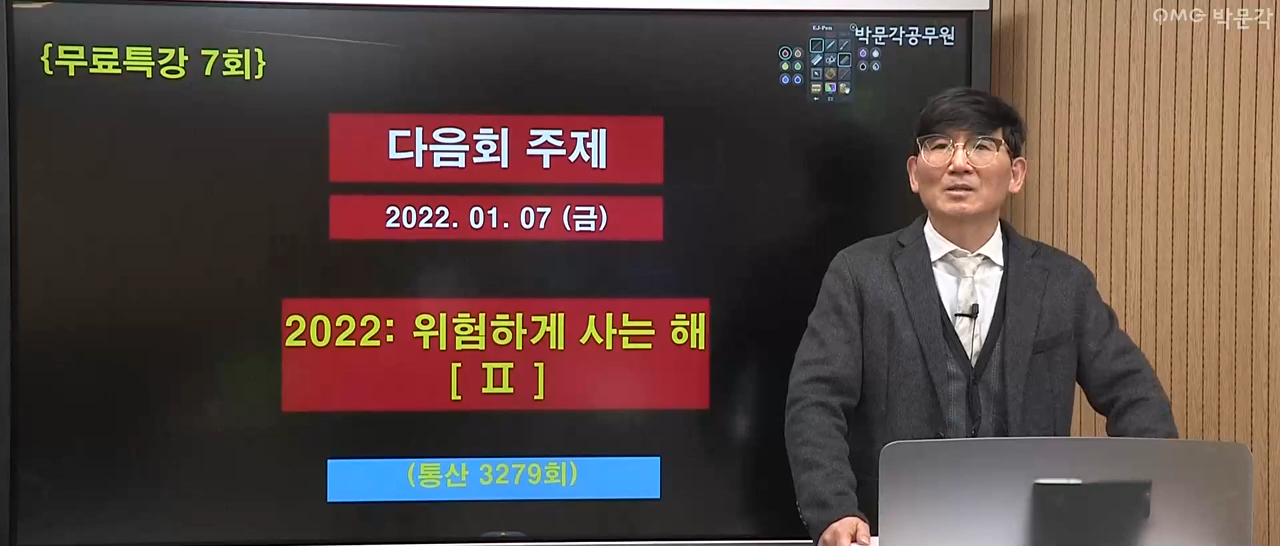 OMG 박문각
{무료특강 7회}
EJ-Pen
박문각공무원
다음회 주제
2022. 01. 07 (금)
2022: 위험하게 사는 해
[ Ⅱ ]
(통산 3279회)